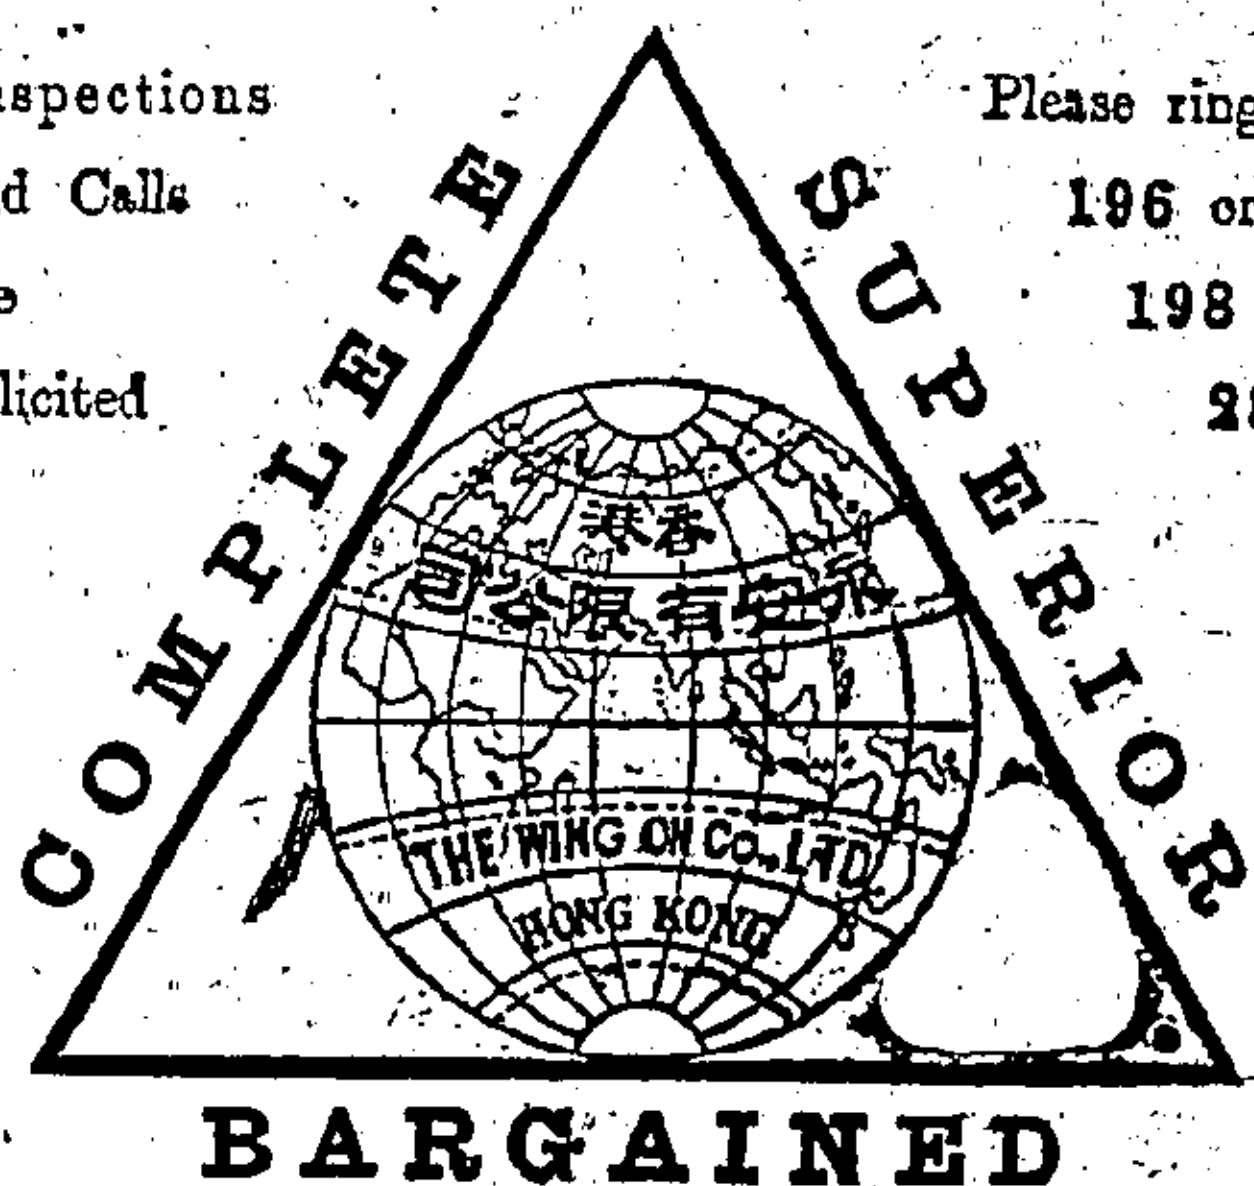 nspections
d Calls
e
licited
Please ring
196 or
198
COMPLETE
SUPERIOR
香港
永安有限公司
THE WING ON CO., LTD
HONG KONG
BARGAINED